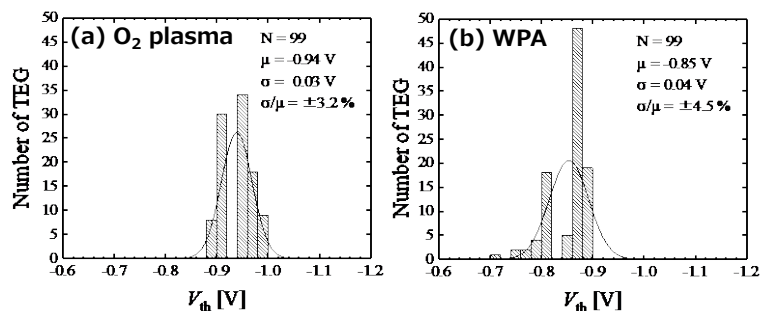 (a) O₂ plasma
N = 99
μ = -0.94 V
σ = 0.03 V
σ/μ = ±3.2%
Number of TEG
50
45
40
35
30
25
20
15
10
5
0
-0.6 -0.7 -0.8 -0.9 -1.0 -1.1 -1.2
Vth [V]
(b) WPA
N = 99
μ = -0.85 V
σ = 0.04 V
σ/μ = ±4.5%
Number of TEG
50
45
40
35
30
25
20
15
10
5
0
-0.6 -0.7 -0.8 -0.9 -1.0 -1.1 -1.2
Vth [V]